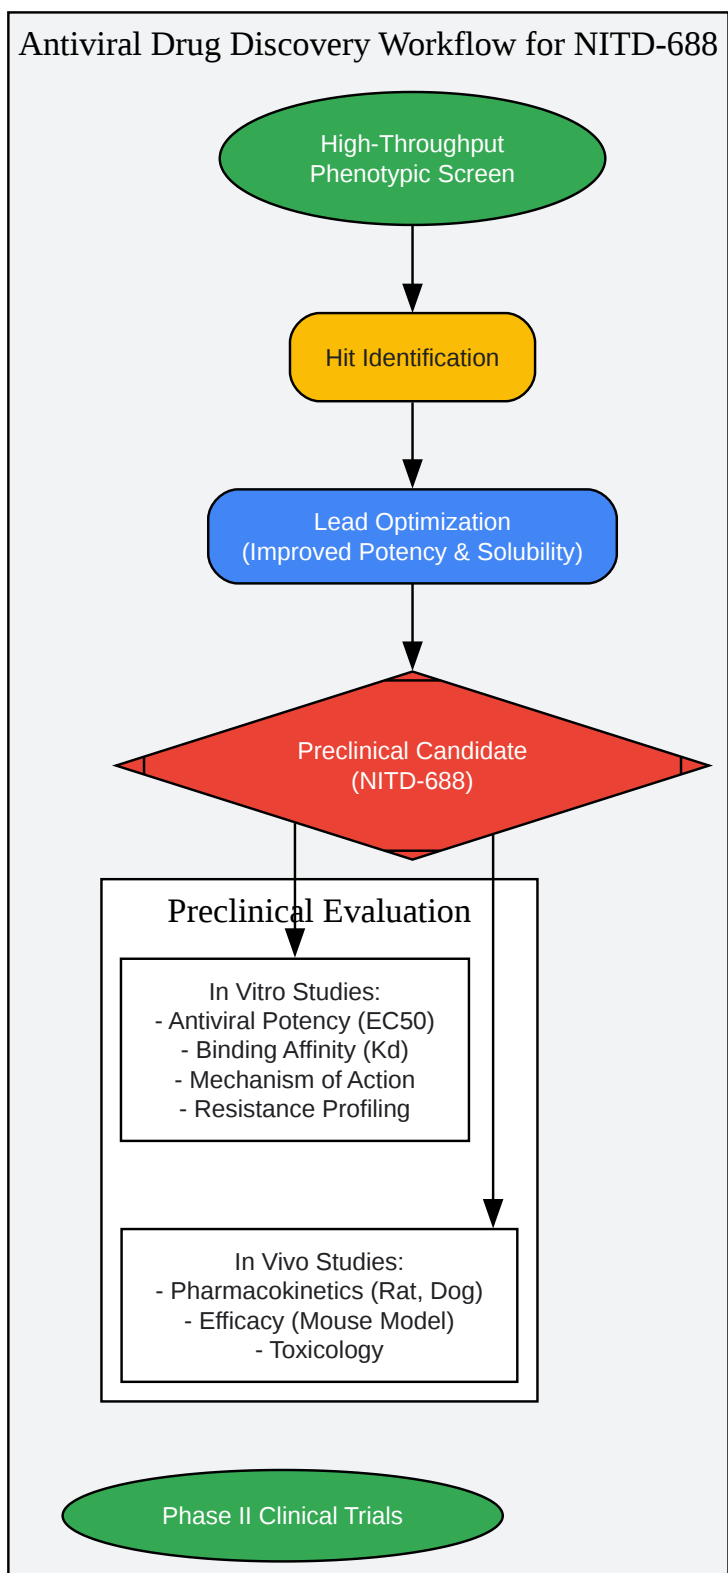 Antiviral Drug Discovery Workflow for NITD-688
High-Throughput
Phenotypic Screen
Hit Identification
Lead Optimization
(Improved Potency & Solubility)
Preclinical Candidate
(NITD-688)
Preclinical Evaluation
In Vitro Studies:
- Antiviral Potency (EC50)
- Binding Affinity (Kd)
- Mechanism of Action
- Resistance Profiling
In Vivo Studies:
- Pharmacokinetics (Rat, Dog)
- Efficacy (Mouse Model)
- Toxicology
Phase II Clinical Trials